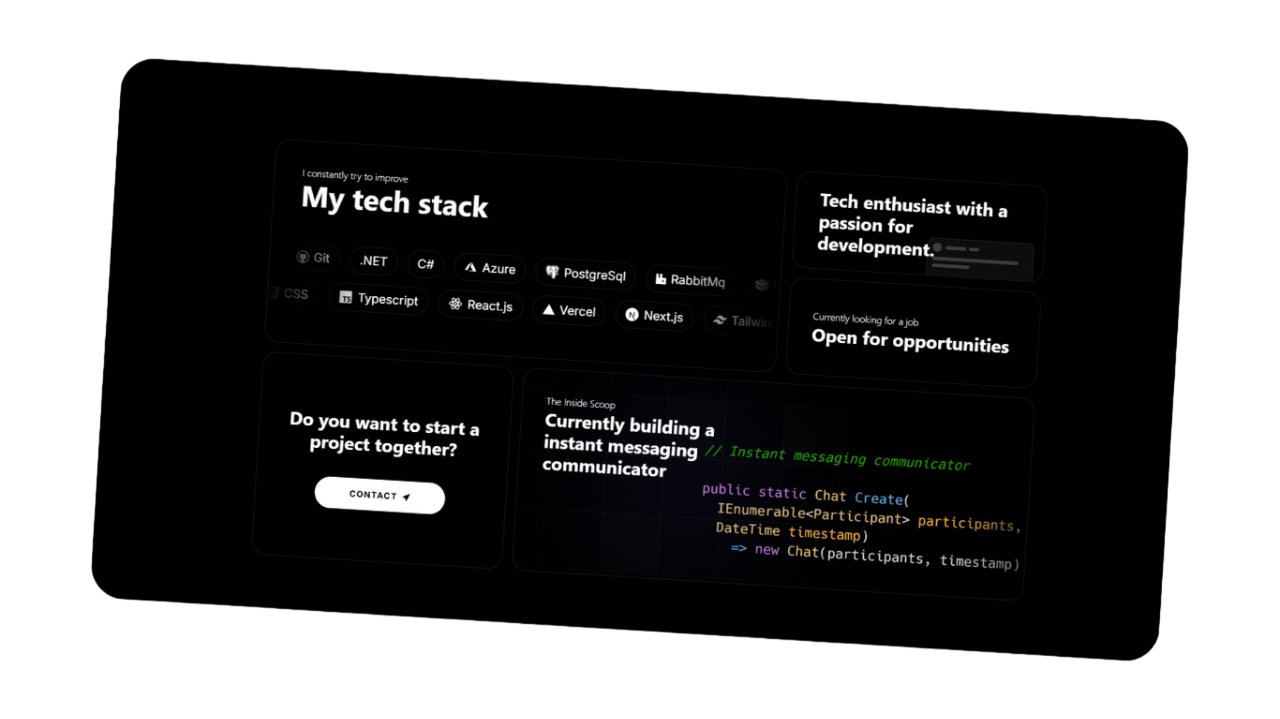 I constantly try to improve
My tech stack
Git
.NET
C#
Azure
PostgreSql
RabbitMq
CSS
TS
Typescript
React.js
Vercel
N
Next.js
Tech enthusiast with a
passion for
development.
Currently looking for a job
Open for opportunities
Do you want to start a
project together?
CONTACT
The Inside Scoop
Currently building a
instant messaging
communicator
// Instant messaging communicator
public static Chat Create(
IEnumerable<Participant> participants,
DateTime timestamp)
=> new Chat(participants, timestamp)